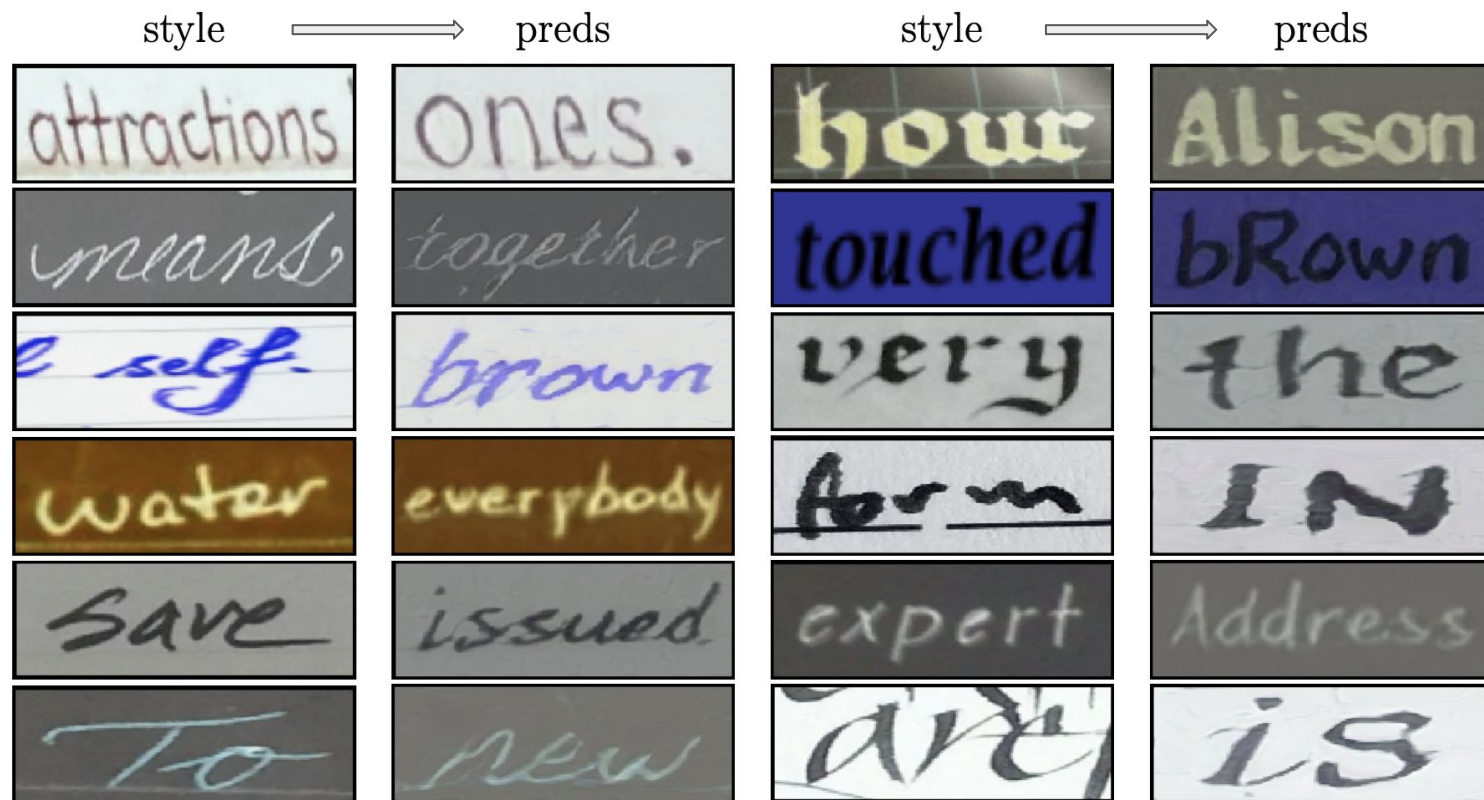 style preds style preds
attractions ones. hour Alison
means together touched bRown
e self. brown very the
water everypbody form IN
save issued expert Address
To new are is